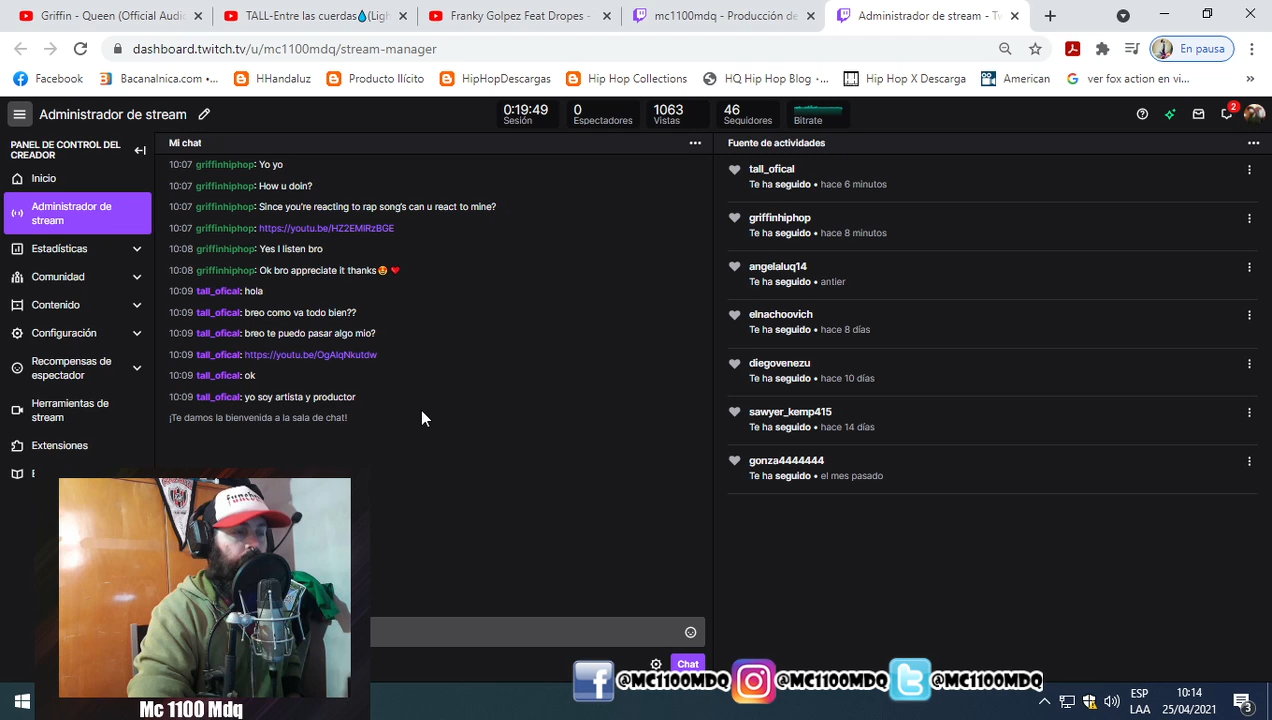 Griffin - Queen (Official Audio
TALL-Entre las cuerdas💧(Ligh
Franky Golpez Feat Dropes -
mc1100mdq - Producción de
Administrador de stream - Tw
dashboard.twitch.tv/u/mc1100mdq/stream-manager
En pausa
Facebook
Bacanalnica.com •...
HHandaluz
Producto Ilícito
HipHopDescargas
Hip Hop Collections
HQ Hip Hop Blog •...
Hip Hop X Descarga
American
ver fox action en vi...
»
Administrador de stream
0:19:49
Sesión
0
Espectadores
1063
Vistas
46
Seguidores
Bitrate
2
PANEL DE CONTROL DEL
CREADOR
Inicio
Administrador de
stream
Estadísticas
Comunidad
Contenido
Configuración
Recompensas de
espectador
Herramientas de
stream
Extensiones
Mi chat
10:07 griffinhiphop: Yo yo
10:07 griffinhiphop: How u doin?
10:07 griffinhiphop: Since you're reacting to rap song's can u react to mine?
10:07 griffinhiphop: https://youtu.be/HZ2EMIRzBGE
10:08 griffinhiphop: Yes I listen bro
10:08 griffinhiphop: Ok bro appreciate it thanks😍 ❤
10:09 tall_ofical: hola
10:09 tall_ofical: breo como va todo bien??
10:09 tall_ofical: breo te puedo pasar algo mio?
10:09 tall_ofical: https://youtu.be/OgAlqNkutdw
10:09 tall_ofical: ok
10:09 tall_ofical: yo soy artista y productor
¡Te damos la bienvenida a la sala de chat!
Chat
Fuente de actividades
tall_ofical
Te ha seguido • hace 6 minutos
griffinhiphop
Te ha seguido • hace 8 minutos
angelaluq14
Te ha seguido • antier
elnachoovich
Te ha seguido • hace 8 días
diegovenezu
Te ha seguido • hace 10 días
sawyer_kemp415
Te ha seguido • hace 14 días
gonza4444444
Te ha seguido • el mes pasado
Mc 1100 Mdq
@MC1100MDQ
@MC1100MDQ
@MC1100MDQ
ESP
LAA
10:14
25/04/2021
3